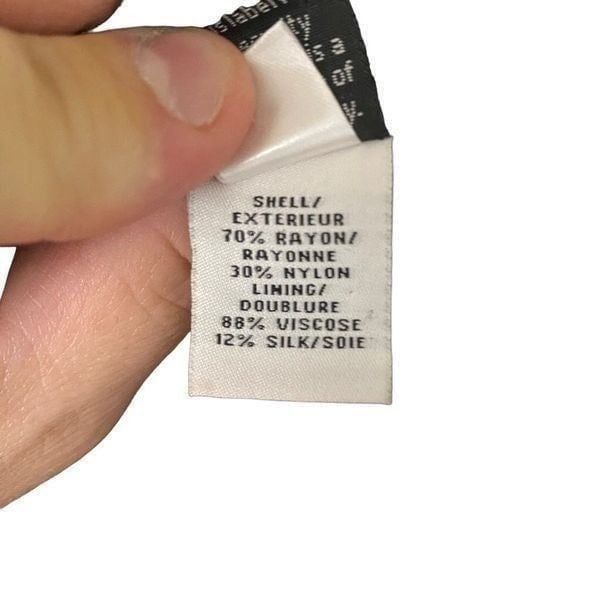 SHELL/
EXTERIEUR
70% RAYON/
RAYONNE
30% NYLON
LINING/
DOUBLURE
88% VISCOSE
12% SILK/SOIE